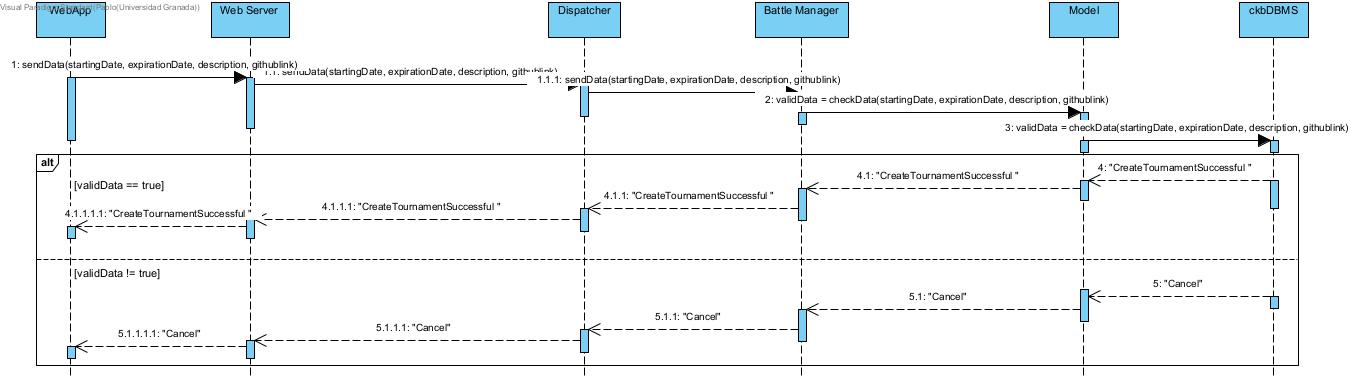 Visual Paradigm Standard(Pablo(Universidad Granada))
WebApp
Web Server
Dispatcher
Battle Manager
Model
ckbDBMS
1: sendData(startingDate, expirationDate, description, githublink)
1.1: sendData(startingDate, expirationDate, description, githublink)
1.1.1: sendData(startingDate, expirationDate, description, githublink)
2: validData = checkData(startingDate, expirationDate, description, githublink)
3: validData = checkData(startingDate, expirationDate, description, githublink)
alt
[validData == true]
4: "CreateTournamentSuccessful "
4.1: "CreateTournamentSuccessful "
4.1.1: "CreateTournamentSuccessful "
4.1.1.1: "CreateTournamentSuccessful "
4.1.1.1.1: "CreateTournamentSuccessful "
[validData != true]
5: "Cancel"
5.1: "Cancel"
5.1.1: "Cancel"
5.1.1.1: "Cancel"
5.1.1.1.1: "Cancel"